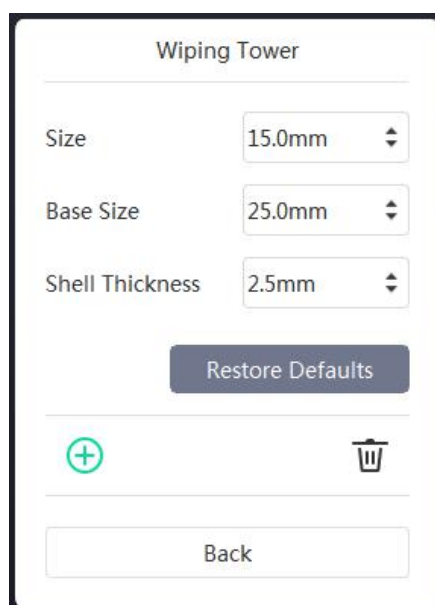 Wiping Tower
Size 15.0mm
Base Size 25.0mm
Shell Thickness 2.5mm
Restore Defaults
Back